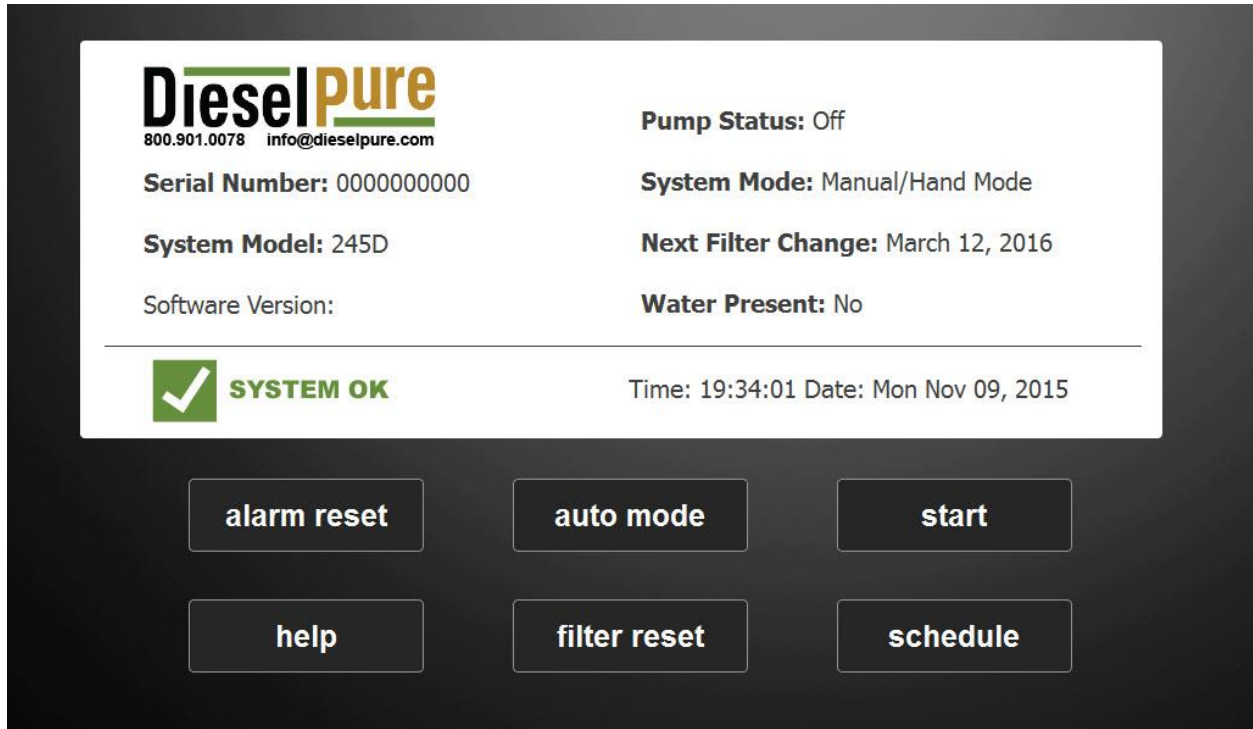 DieselPure
800.901.0078 info@dieselpure.com
Serial Number: 0000000000
System Model: 245D
Software Version:
Pump Status: Off
System Mode: Manual/Hand Mode
Next Filter Change: March 12, 2016
Water Present: No
SYSTEM OK
Time: 19:34:01 Date: Mon Nov 09, 2015
alarm reset
auto mode
start
help
filter reset
schedule